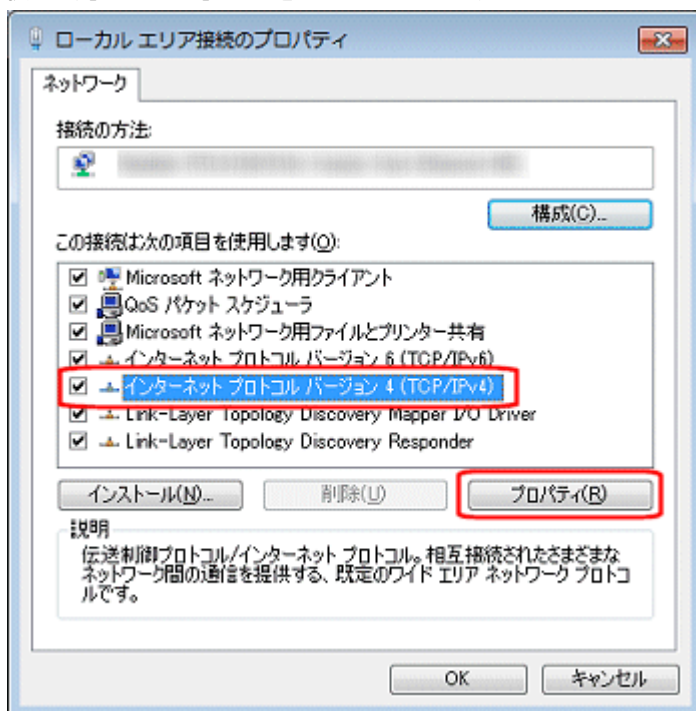 ローカル エリア接続のプロパティ
ネットワーク
接続の方法:
構成(C)...
この接続は次の項目を使用します(O):
Microsoft ネットワーク用クライアント
QoS パケット スケジューラ
Microsoft ネットワーク用ファイルとプリンター共有
インターネット プロトコル バージョン 6 (TCP/IPv6)
インターネット プロトコル バージョン 4 (TCP/IPv4)
Link-Layer Topology Discovery Mapper I/O Driver
Link-Layer Topology Discovery Responder
インストール(N)...
削除(U)
プロパティ(R)
説明
伝送制御プロトコル/インターネット プロトコル。相互接続されたさまざまな
ネットワーク間の通信を提供する、既定のワイド エリア ネットワーク プロトコ
ルです。
OK
キャンセル